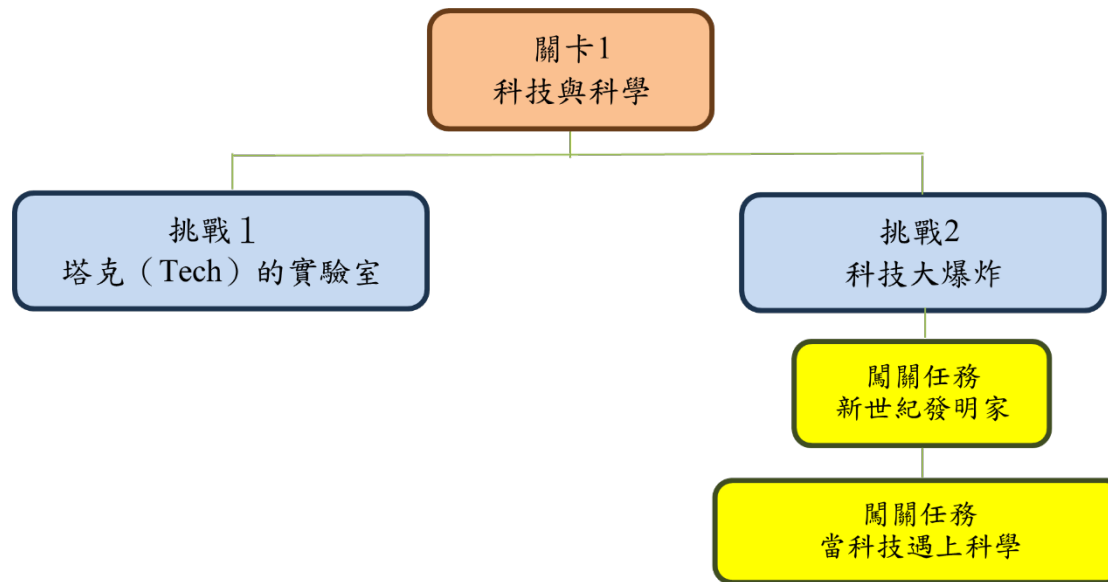 關卡1
科技與科學
挑戰１
塔克（Tech）的實驗室
挑戰2
科技大爆炸
闖關任務
新世紀發明家
闖關任務
當科技遇上科學